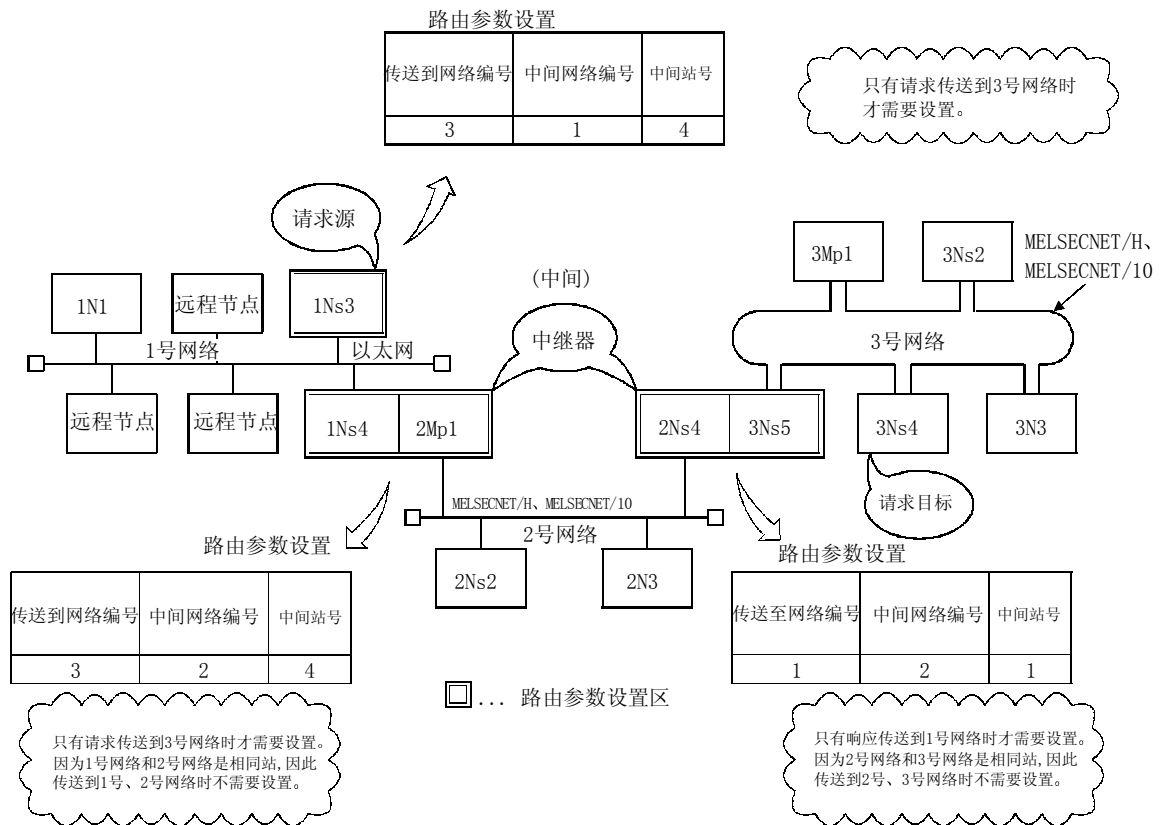 路由参数设置
传送到网络编号 中间网络编号 中间站号
3 1 4
只有请求传送到3号网络时
才需要设置。
请求源
(中间)
中继器
1N1
远程节点
1Ns3
1号网络
以太网
远程节点
远程节点
1Ns4
2Mp1
3Mp1
3Ns2
MELSECNET/H、
MELSECNET/10
3号网络
2Ns4
3Ns5
3Ns4
3N3
请求目标
MELSECNET/H、MELSECNET/10
2号网络
2Ns2
2N3
路由参数设置
传送到网络编号 中间网络编号 中间站号
3 2 4
只有请求传送到3号网络时才需要设置。
因为1号网络和2号网络是相同站,因此
传送到1号、2号网络时不需要设置。
... 路由参数设置区
路由参数设置
传送至网络编号 中间网络编号 中间站号
1 2 1
只有响应传送到1号网络时才需要设置。
因为2号网络和3号网络是相同站,因此
传送到2号、3号网络时不需要设置。